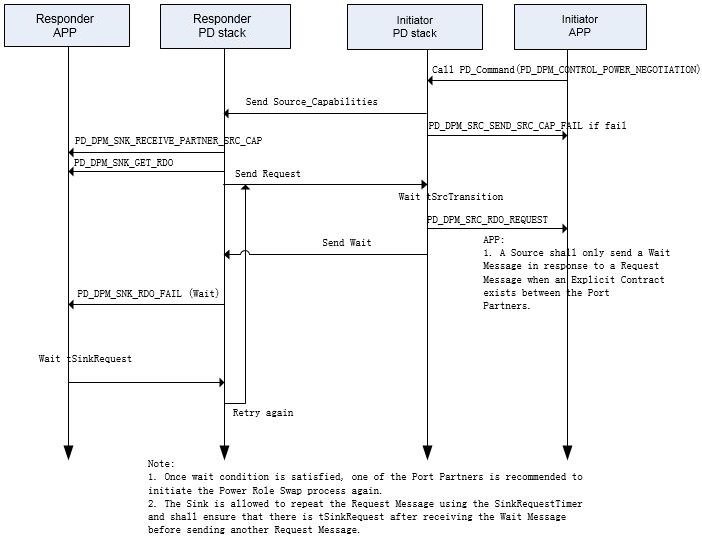 Responder
APP
Responder
PD stack
Initiator
PD stack
Initiator
APP
Call PD_Command(PD_DPM_CONTROL_POWER_NEGOTIATION)
Send Source_Capabilities
PD_DPM_SRC_SEND_SRC_CAP_FAIL if fail
PD_DPM_SNK_RECEIVE_PARTNER_SRC_CAP
PD_DPM_SNK_GET_RDO
Send Request
Wait tSrcTransition
PD_DPM_SRC_RDO_REQUEST
Send Wait
APP:
1. A Source shall only send a Wait
Message in response to a Request
Message when an Explicit Contract
exists between the Port
Partners.
PD_DPM_SNK_RDO_FAIL (Wait)
Wait tSinkRequest
Retry again
Note:
1. Once wait condition is satisfied, one of the Port Partners is recommended to
initiate the Power Role Swap process again.
2. The Sink is allowed to repeat the Request Message using the SinkRequestTimer
and shall ensure that there is tSinkRequest after receiving the Wait Message
before sending another Request Message.